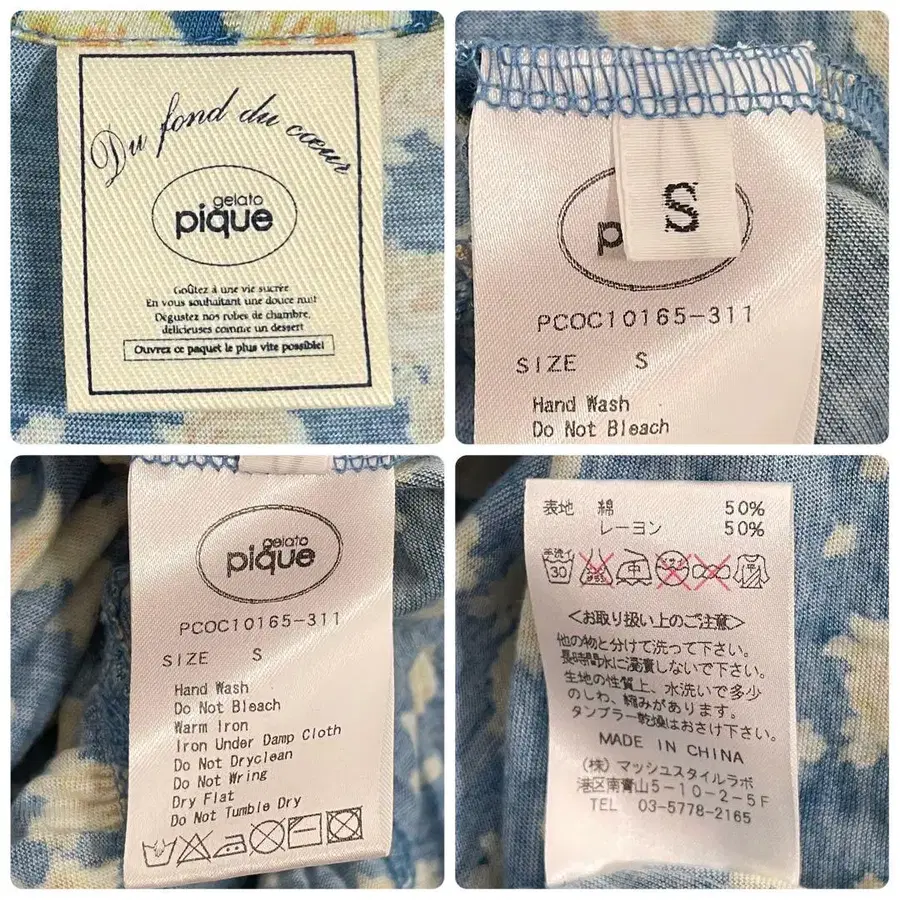 Du fond du cœur
gelato
pique
Goûtez à une vie sucrée
En vous souhaitant une douce nuit
Dégustez nos robes de chambre,
délicieuses comme un dessert
Ouvrez ce paquet le plus vite possible!
S
p
PCOC10165-311
SIZE S
Hand Wash
Do Not Bleach
gelato
pique
PCOC10165-311
SIZE S
Hand Wash
Do Not Bleach
Warm Iron
Iron Under Damp Cloth
Do Not Dryclean
Do Not Wring
Dry Flat
Do Not Tumble Dry
表地 綿 50%
レーヨン 50%
手洗イ
30
中
<お取り扱い上のご注意>
他の物と分けて洗って下さい。
長時間水に浸漬しないで下さい。
生地の性質上、水洗いで多少
のしわ、縮みがあります。
タンブラー乾燥はおさけ下さい。
MADE IN CHINA
(株)マッシュスタイルラボ
港区南青山5-10-2-5F
TEL 03-5778-2165